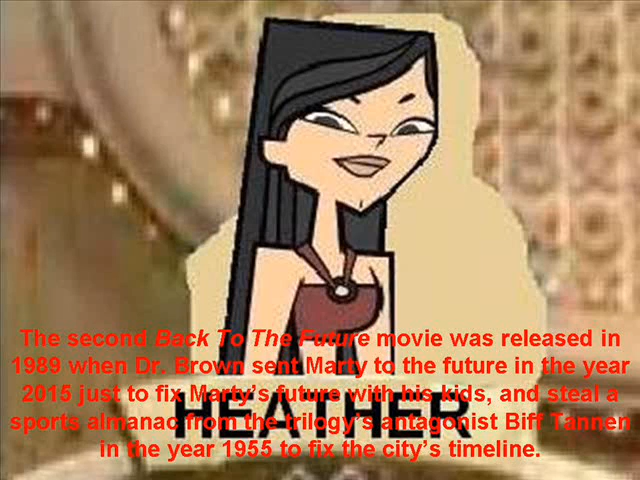 The second Back To The Future movie was released in
1989 when Dr. Brown sent Marty to the future in the year
2015 just to fix Marty's future with his kids, and steal a
sports almanac from the trilogy's antagonist Biff Tannen
in the year 1955 to fix the city's timeline.
HEATHER